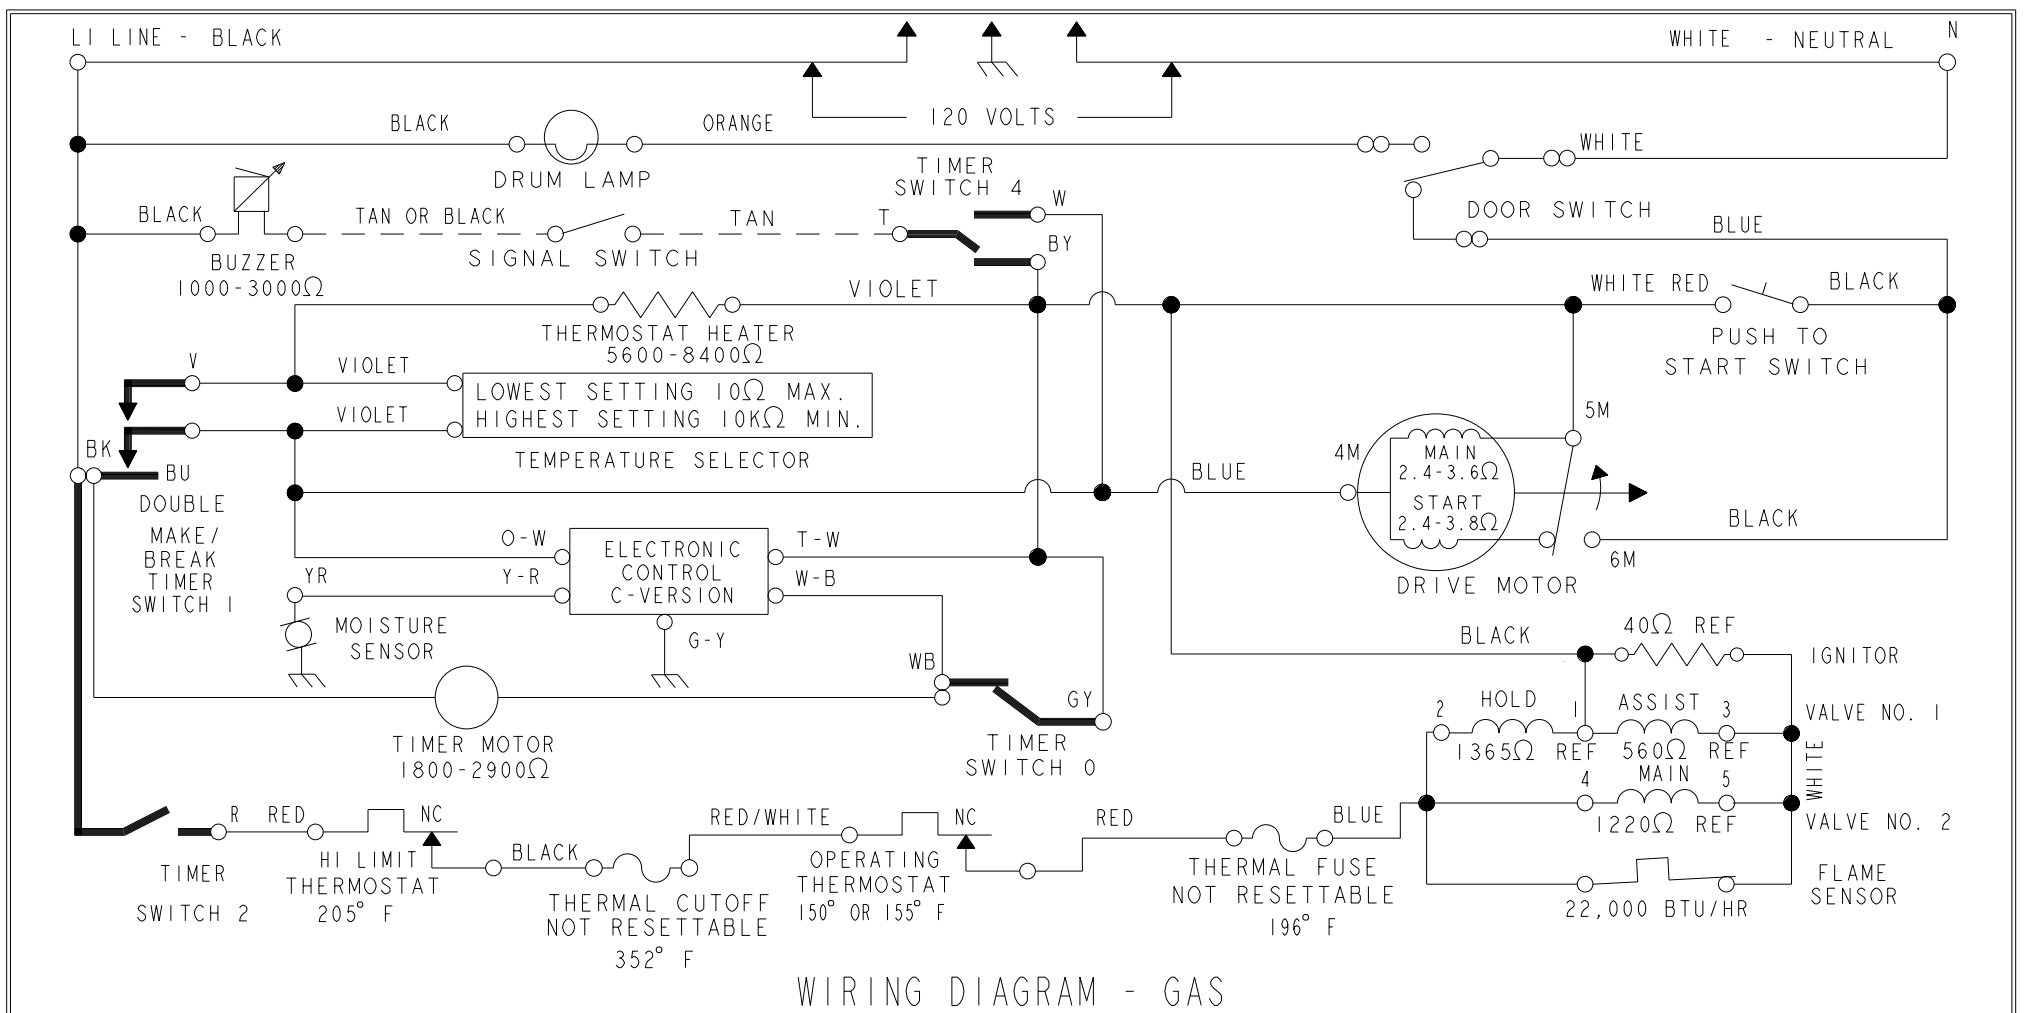 LI LINE - BLACK
WHITE - NEUTRAL
N
120 VOLTS
BLACK
ORANGE
DRUM LAMP
WHITE
TIMER
SWITCH 4
W
DOOR SWITCH
BLACK
TAN OR BLACK
TAN
T
BY
BLUE
BUZZER
1000-3000Ω
SIGNAL SWITCH
VIOLET
WHITE RED
BLACK
THERMOSTAT HEATER
5600-8400Ω
PUSH TO
START SWITCH
V
VIOLET
LOWEST SETTING 10Ω MAX.
HIGHEST SETTING 10KΩ MIN.
VIOLET
TEMPERATURE SELECTOR
BK
BU
DOUBLE
MAKE/
BREAK
TIMER
SWITCH 1
BLUE
4M
5M
MAIN
2.4-3.6Ω
START
2.4-3.8Ω
6M
BLACK
DRIVE MOTOR
O-W
Y-R
ELECTRONIC
CONTROL
C-VERSION
T-W
W-B
G-Y
YR
MOISTURE
SENSOR
WB
GY
TIMER MOTOR
1800-2900Ω
TIMER
SWITCH 0
BLACK
40Ω REF
IGNITOR
2
HOLD
1
ASSIST
3
VALVE NO. 1
1365Ω REF
560Ω REF
WHITE
4
MAIN
5
1220Ω REF
VALVE NO. 2
FLAME
SENSOR
22,000 BTU/HR
TIMER
SWITCH 2
R
RED
NC
HI LIMIT
THERMOSTAT
205° F
BLACK
THERMAL CUTOFF
NOT RESETTABLE
352° F
RED/WHITE
NC
OPERATING
THERMOSTAT
150° OR 155° F
RED
THERMAL FUSE
NOT RESETTABLE
196° F
BLUE
WIRING DIAGRAM - GAS